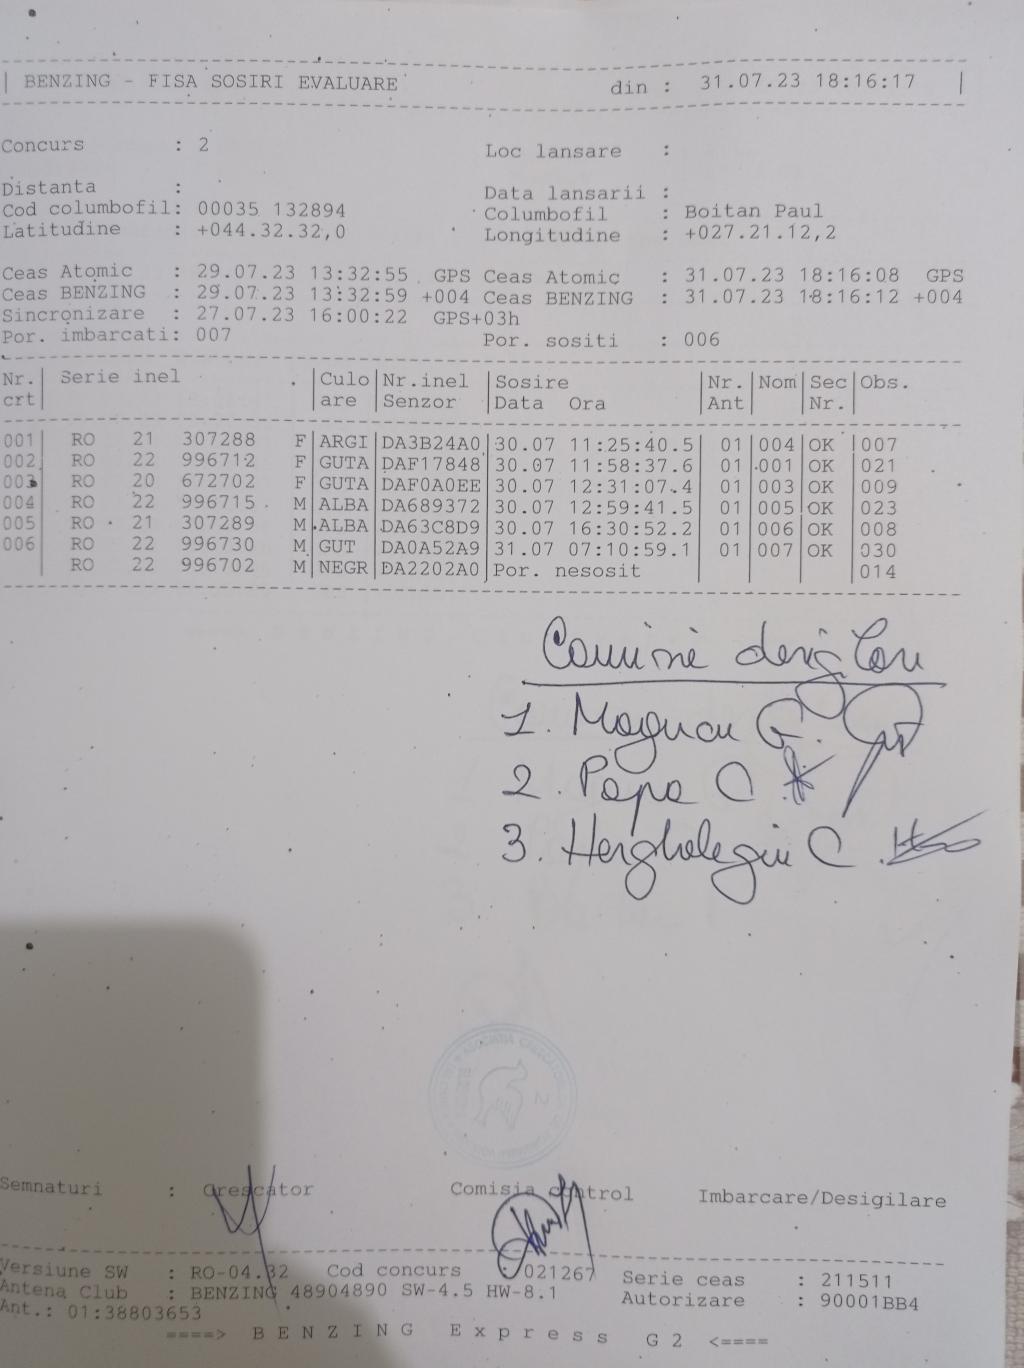 | BENZING - FISA SOSIRI EVALUARE din : 31.07.23 18:16:17 |
Concurs : 2 Loc lansare :
Distanta : Data lansarii :
Cod columbofil: 00035 132894 Columbofil : Boitan Paul
Latitudine : +044.32.32,0 Longitudine : +027.21.12,2
Ceas Atomic : 29.07.23 13:32:55 GPS Ceas Atomic : 31.07.23 18:16:08 GPS
Ceas BENZING : 29.07.23 13:32:59 +004 Ceas BENZING : 31.07.23 18:16:12 +004
Sincronizare : 27.07.23 16:00:22 GPS+03h
Por. imbarcati: 007 Por. sositi : 006
Nr.| Serie inel |Culo|Nr.inel |Sosire |Nr.|Nom|Sec|Obs.
crt| |are |Senzor |Data Ora |Ant| |Nr.|
001| RO 21 307288 F|ARGI|DA3B24A0|30.07 11:25:40.5| 01|004|OK |007
002| RO 22 996712 F|GUTA|DAF17848|30.07 11:58:37.6| 01|001|OK |021
003| RO 20 672702 F|GUTA|DAF0A0EE|30.07 12:31:07.4| 01|003|OK |009
004| RO 22 996715 M|ALBA|DA689372|30.07 12:59:41.5| 01|005|OK |023
005| RO 21 307289 M|ALBA|DA63C8D9|30.07 16:30:52.2| 01|006|OK |008
006| RO 22 996730 M|GUT |DA0A52A9|31.07 07:10:59.1| 01|007|OK |030
| RO 22 996702 M|NEGR|DA2202A0|Por. nesosit | | | |014
1. G.
2. Popa C
3. Herghelegiu C.
Semnaturi : Crescator Comisia control Imbarcare/Desigilare
Versiune SW : RO-04.32 Cod concurs : 021267 Serie ceas : 211511
Antena Club : BENZING 48904890 SW-4.5 HW-8.1 Autorizare : 90001BB4
Ant.: 01:38803653
====> B E N Z I N G E x p r e s s G 2 <====